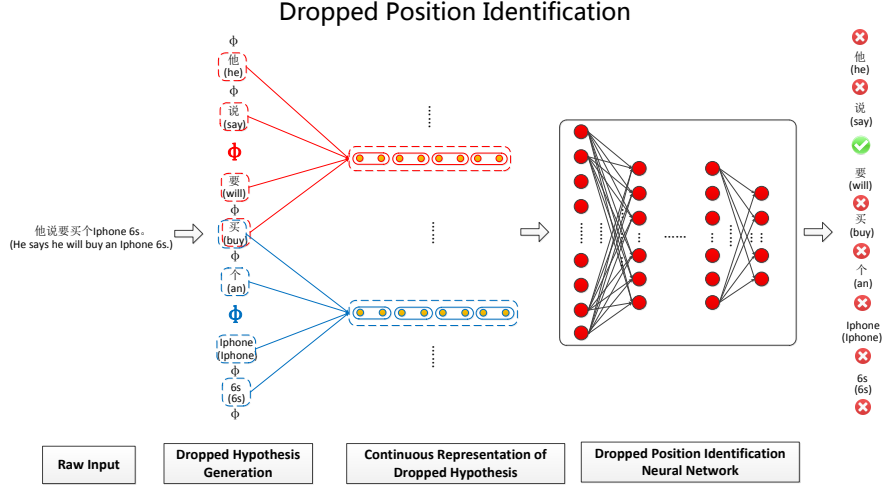 Dropped Position Identification
他说要买个Iphone 6s。
(He says he will buy an Iphone 6s.)
ϕ
他
(he)
ϕ
说
(say)
Φ
要
(will)
ϕ
买
(buy)
ϕ
个
(an)
Φ
Iphone
(Iphone)
ϕ
6s
(6s)
ϕ
他
(he)
说
(say)
要
(will)
买
(buy)
个
(an)
Iphone
(Iphone)
6s
(6s)
Raw Input
Dropped Hypothesis
Generation
Continuous Representation of
Dropped Hypothesis
Dropped Position Identification
Neural Network